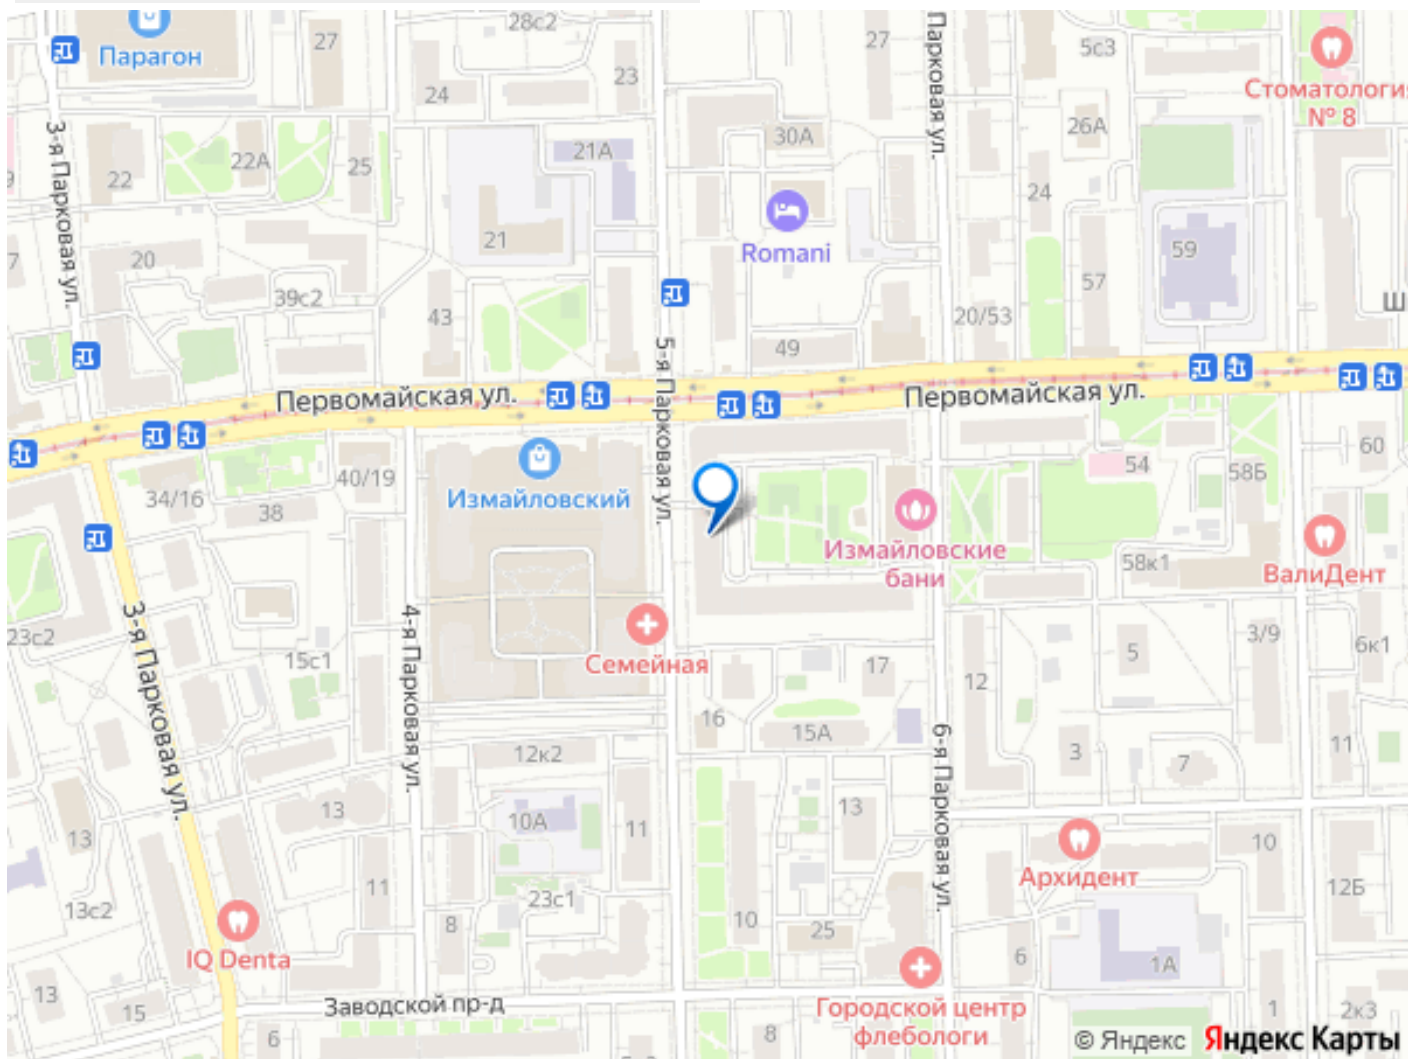 28с2
27
27
5с3
Парагон
23
24
Стоматология
№ 8
Парковая ул.
26А
30А
3-я Парковая ул.
22А
25
21А
22
24
21
Romani
59
20
57
39с2
43
20/53
Ш
49
5-я Парковая ул.
Первомайская ул.
Первомайская ул.
60
54
58Б
40/19
34/16
38
Измайловский
Измайловские
бани
58к1
ВалиДент
3-я Парковая ул.
4-я Парковая ул.
23с2
15с1
Семейная
17
5
3/9
6к1
12
16
15А
6-я Парковая ул.
12к2
3
7
11
13
10А
11
13
13
10
Архидент
11
12Б
13с2
23с1
8
10
25
IQ Denta
6
1А
13
15
Заводской пр-д
Городской центр
флебологи
1
2к3
6
8
© Яндекс Яндекс Карты